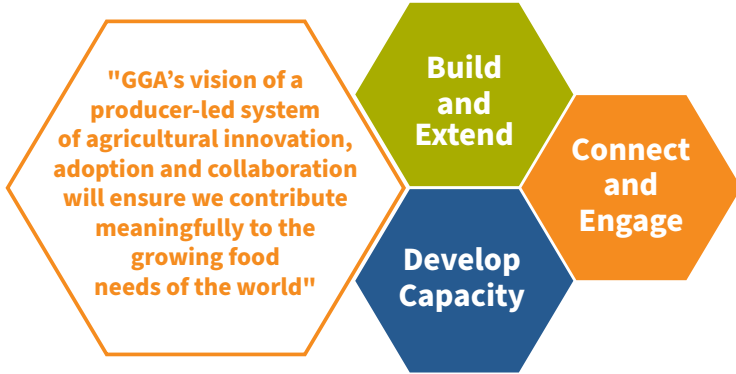 "GGA’s vision of a
producer-led system
of agricultural innovation,
adoption and collaboration
will ensure we contribute
meaningfully to the
growing food
needs of the world"
Build
and
Extend
Connect
and
Engage
Develop
Capacity